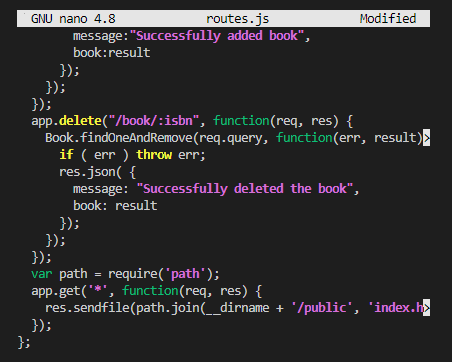 GNU nano 4.8 routes.js Modified
message:"Successfully added book",
book:result
});
});
});
app.delete("/book/:isbn", function(req, res) {
Book.findOneAndRemove(req.query, function(err, result)>
if ( err ) throw err;
res.json( {
message: "Successfully deleted the book",
book: result
});
});
});
var path = require('path');
app.get('*', function(req, res) {
res.sendfile(path.join(__dirname + '/public', 'index.h>
});
};